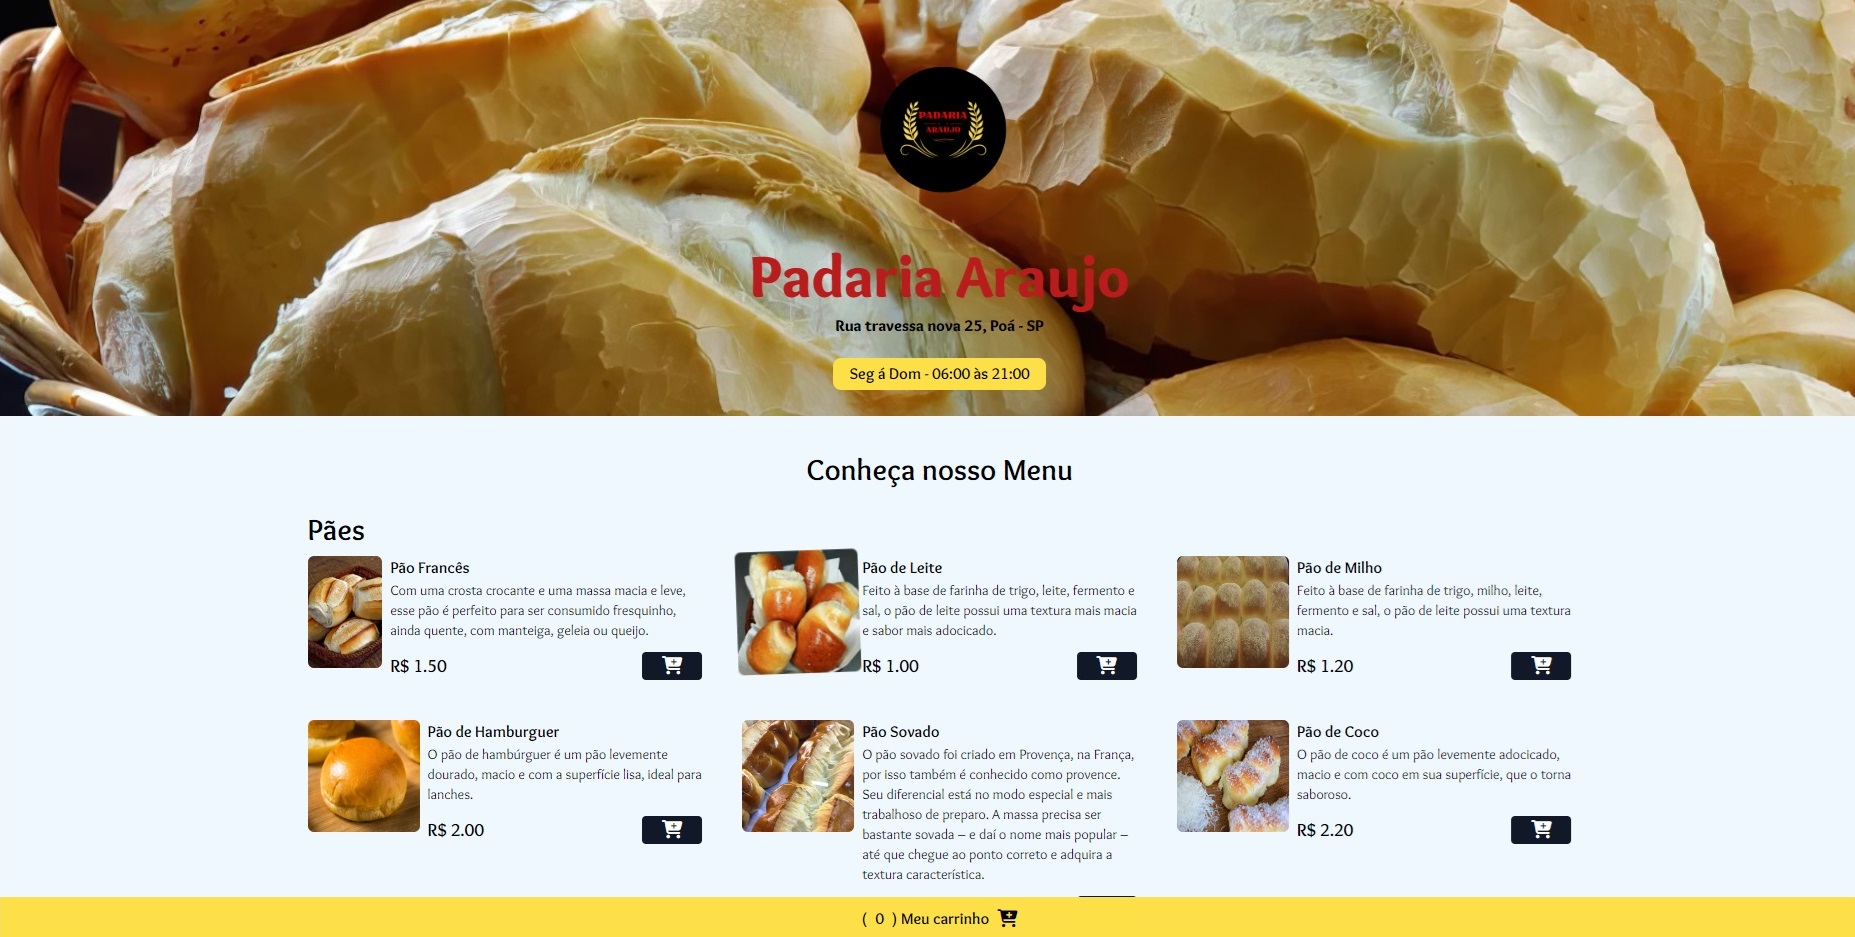 PADARIA
ARAUJO
Padaria Araujo
Rua travessa nova 25, Poá - SP
Seg á Dom - 06:00 às 21:00
Conheça nosso Menu
Pães
Pão Francês
Com uma crosta crocante e uma massa macia e leve,
esse pão é perfeito para ser consumido fresquinho,
ainda quente, com manteiga, geleia ou queijo.
R$ 1.50
Pão de Leite
Feito à base de farinha de trigo, leite, fermento e
sal, o pão de leite possui uma textura mais macia
e sabor mais adocicado.
R$ 1.00
Pão de Milho
Feito à base de farinha de trigo, milho, leite,
fermento e sal, o pão de leite possui uma textura
macia.
R$ 1.20
Pão de Hamburguer
O pão de hambúrguer é um pão levemente
dourado, macio e com a superfície lisa, ideal para
lanches.
R$ 2.00
Pão Sovado
O pão sovado foi criado em Provença, na França,
por isso também é conhecido como provence.
Seu diferencial está no modo especial e mais
trabalhoso de preparo. A massa precisa ser
bastante sovada – e daí o nome mais popular –
até que chegue ao ponto correto e adquira a
textura característica.
Pão de Coco
O pão de coco é um pão levemente adocicado,
macio e com coco em sua superfície, que o torna
saboroso.
R$ 2.20
( 0 ) Meu carrinho